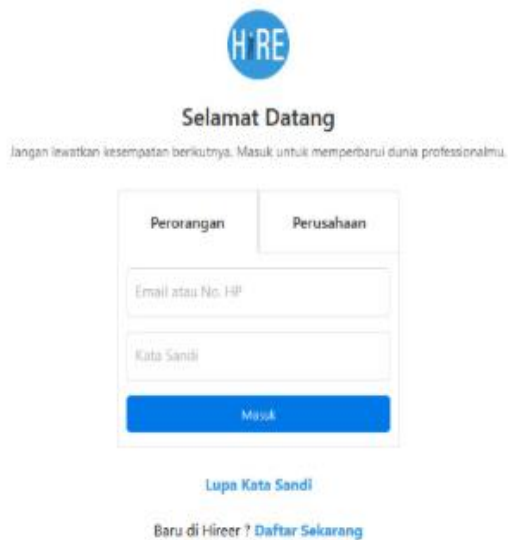 HiRE
Selamat Datang
Jangan lewatkan kesempatan berikutnya. Masuk untuk memperbarui dunia professionalmu.
Perorangan
Perusahaan
Email atau No. HP
Kata Sandi
Masuk
Lupa Kata Sandi
Baru di Hireer ? Daftar Sekarang